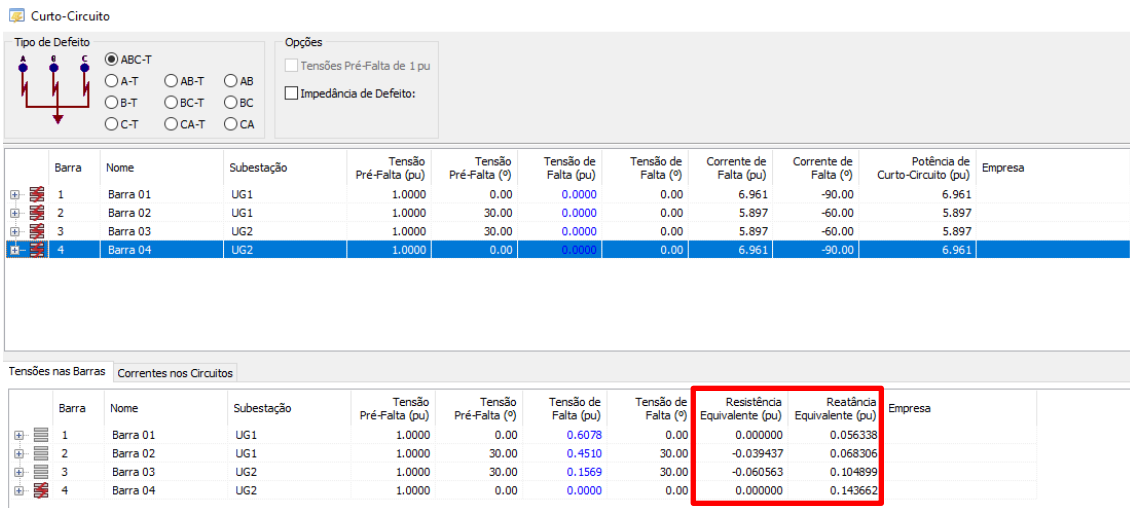 Curto-Circuito
Tipo de Defeito
Opções
A B C
ABC-T
Tensões Pré-Falta de 1 pu
A-T AB-T AB
Impedância de Defeito:
B-T BC-T BC
C-T CA-T CA
Barra Nome Subestação Tensão Pré-Falta (pu) Tensão Pré-Falta (º) Tensão de Falta (pu) Tensão de Falta (º) Corrente de Falta (pu) Corrente de Falta (º) Potência de Curto-Circuito (pu) Empresa
1 Barra 01 UG1 1.0000 0.00 0.0000 0.00 6.961 -90.00 6.961
2 Barra 02 UG1 1.0000 30.00 0.0000 0.00 5.897 -60.00 5.897
3 Barra 03 UG2 1.0000 30.00 0.0000 0.00 5.897 -60.00 5.897
4 Barra 04 UG2 1.0000 0.00 0.0000 0.00 6.961 -90.00 6.961
Tensões nas Barras Correntes nos Circuitos
Barra Nome Subestação Tensão Pré-Falta (pu) Tensão Pré-Falta (º) Tensão de Falta (pu) Tensão de Falta (º) Resistência Equivalente (pu) Reatância Equivalente (pu) Empresa
1 Barra 01 UG1 1.0000 0.00 0.6078 0.00 0.000000 0.056338
2 Barra 02 UG1 1.0000 30.00 0.4510 30.00 -0.039437 0.068306
3 Barra 03 UG2 1.0000 30.00 0.1569 30.00 -0.060563 0.104899
4 Barra 04 UG2 1.0000 0.00 0.0000 0.00 0.000000 0.143662